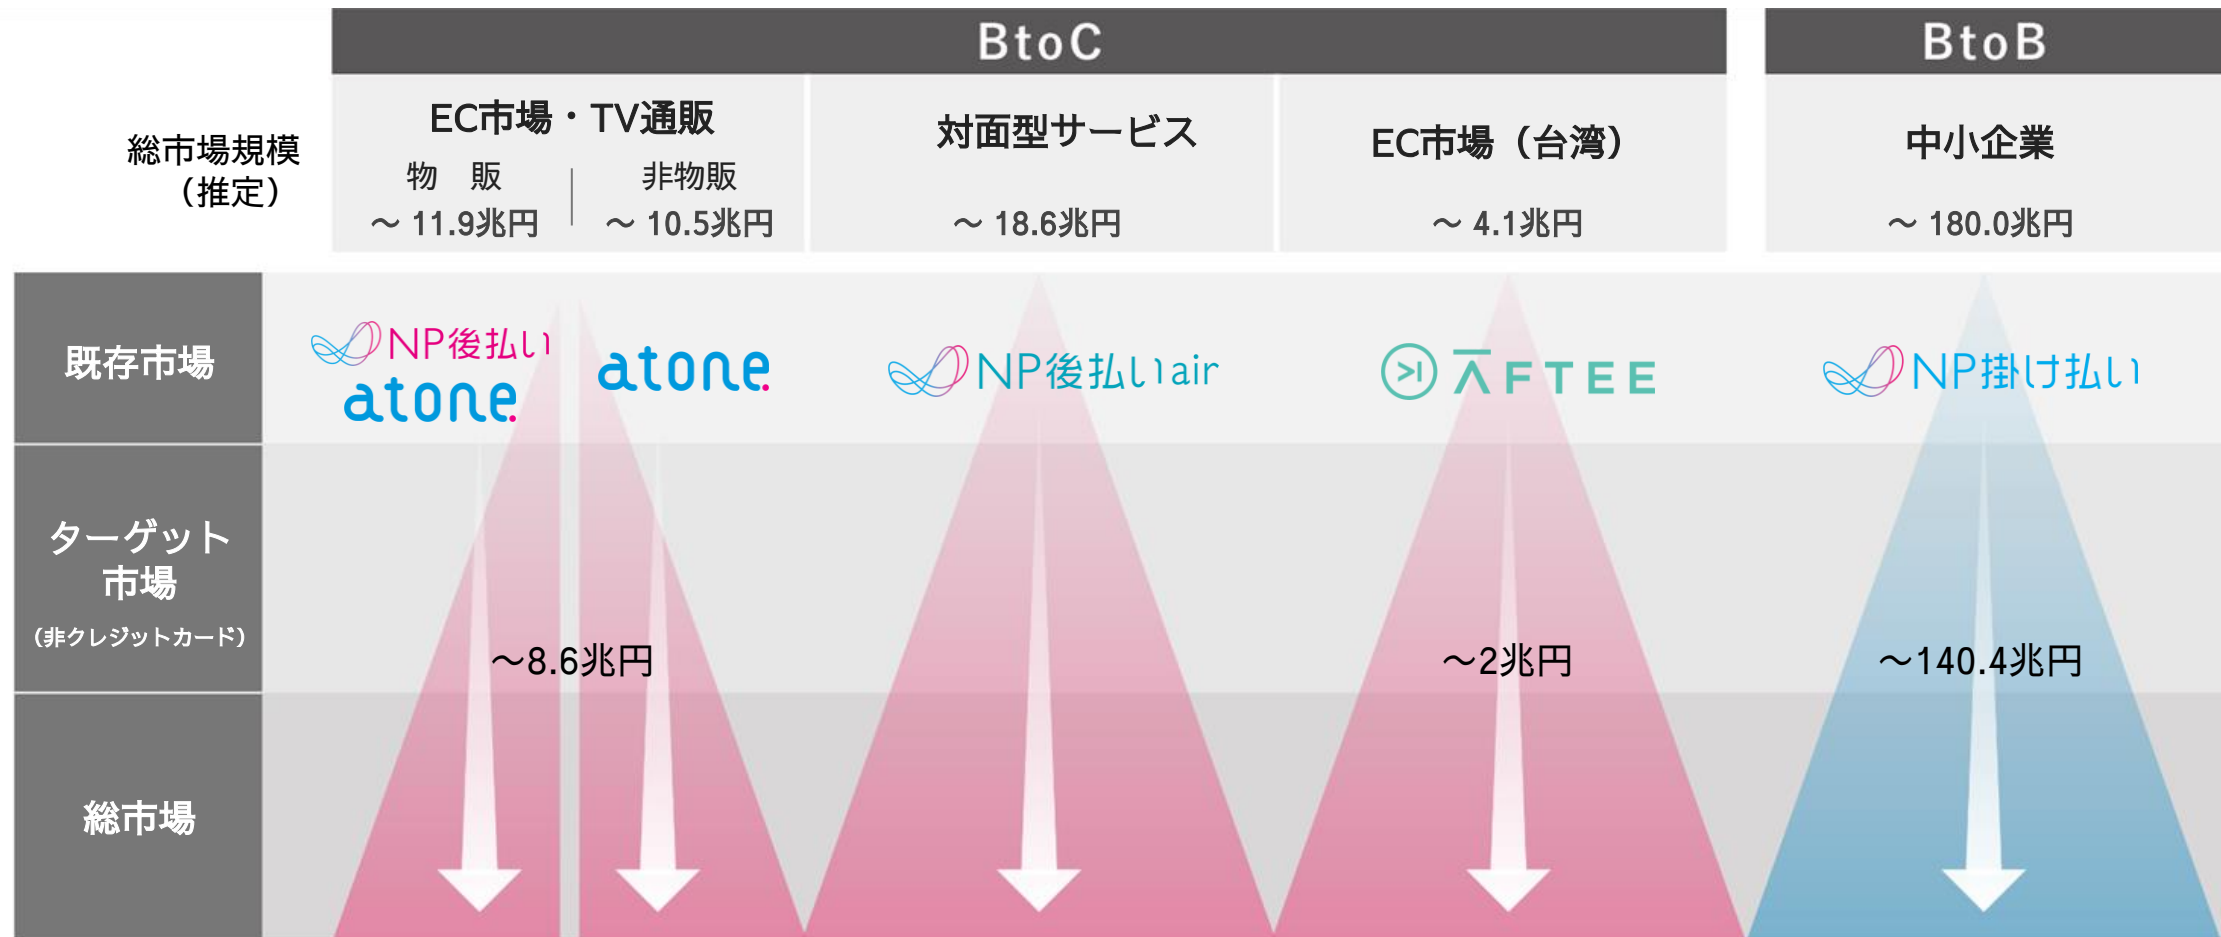 BtoC
BtoB
総市場規模
（推定）
EC市場・TV通販
物　販
非物販
～ 11.9兆円
～ 10.5兆円
対面型サービス
～ 18.6兆円
EC市場（台湾）
～ 4.1兆円
中小企業
～ 180.0兆円
既存市場
NP後払い
atone.
atone.
NP後払いair
AFTEE
NP掛け払い
ターゲット
市場
（非クレジットカード）
～8.6兆円
～2兆円
～140.4兆円
総市場